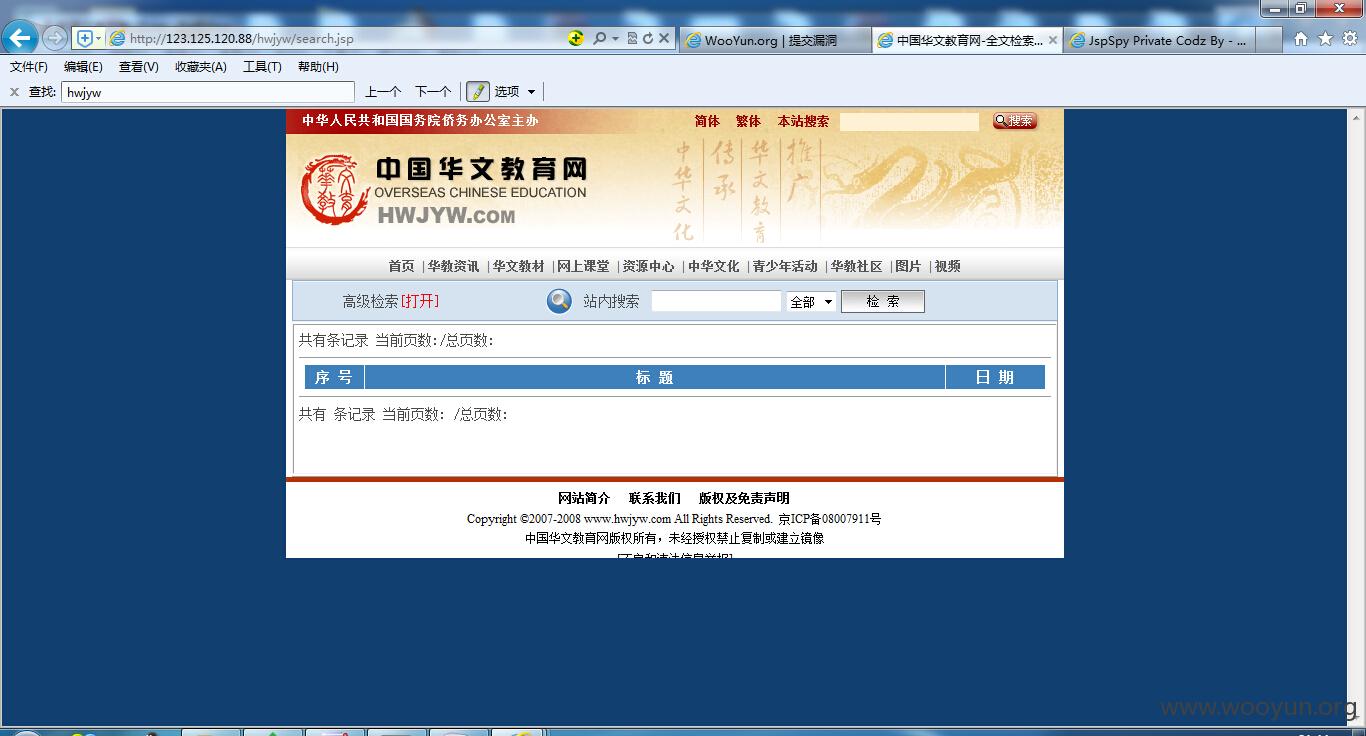 http://123.125.120.88/hwjyw/search.jsp
WooYun.org | 提交漏洞
中国华文教育网-全文检索...
JspSpy Private Codz By - ...
文件(F) 编辑(E) 查看(V) 收藏夹(A) 工具(T) 帮助(H)
查找: hwjyw 上一个 下一个 选项
中华人民共和国国务院侨务办公室主办
简体 繁体 本站搜索 搜索
中国华文教育网
OVERSEAS CHINESE EDUCATION
HWJYW.COM
中华文化
传承
华文教育
推广
首页 |华教资讯 |华文教材 |网上课堂 |资源中心 |中华文化 |青少年活动 |华教社区 |图片 |视频
高级检索[打开] 站内搜索 全部 检 索
共有条记录 当前页数:/总页数:
序 号 标 题 日 期
共有 条记录 当前页数: /总页数:
网站简介 联系我们 版权及免责声明
Copyright ©2007-2008 www.hwjyw.com All Rights Reserved. 京ICP备08007911号
中国华文教育网版权所有，未经授权禁止复制或建立镜像
www.wooyun.org